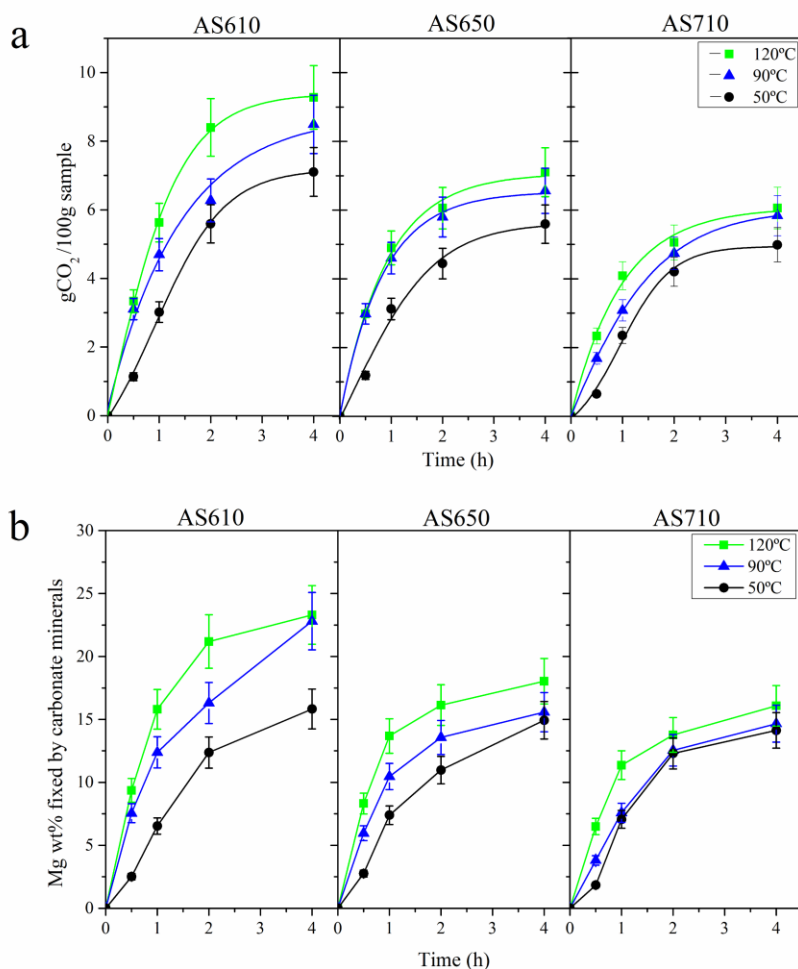 a
AS610 AS650 AS710
120ºC
90ºC
50ºC
gCO₂/100g sample
10
8
6
4
2
0
0 1 2 3 4 0 1 2 3 4 0 1 2 3 4
Time (h)
b
AS610 AS650 AS710
120ºC
90ºC
50ºC
Mg wt% fixed by carbonate minerals
30
25
20
15
10
5
0
0 1 2 3 4 0 1 2 3 4 0 1 2 3 4
Time (h)